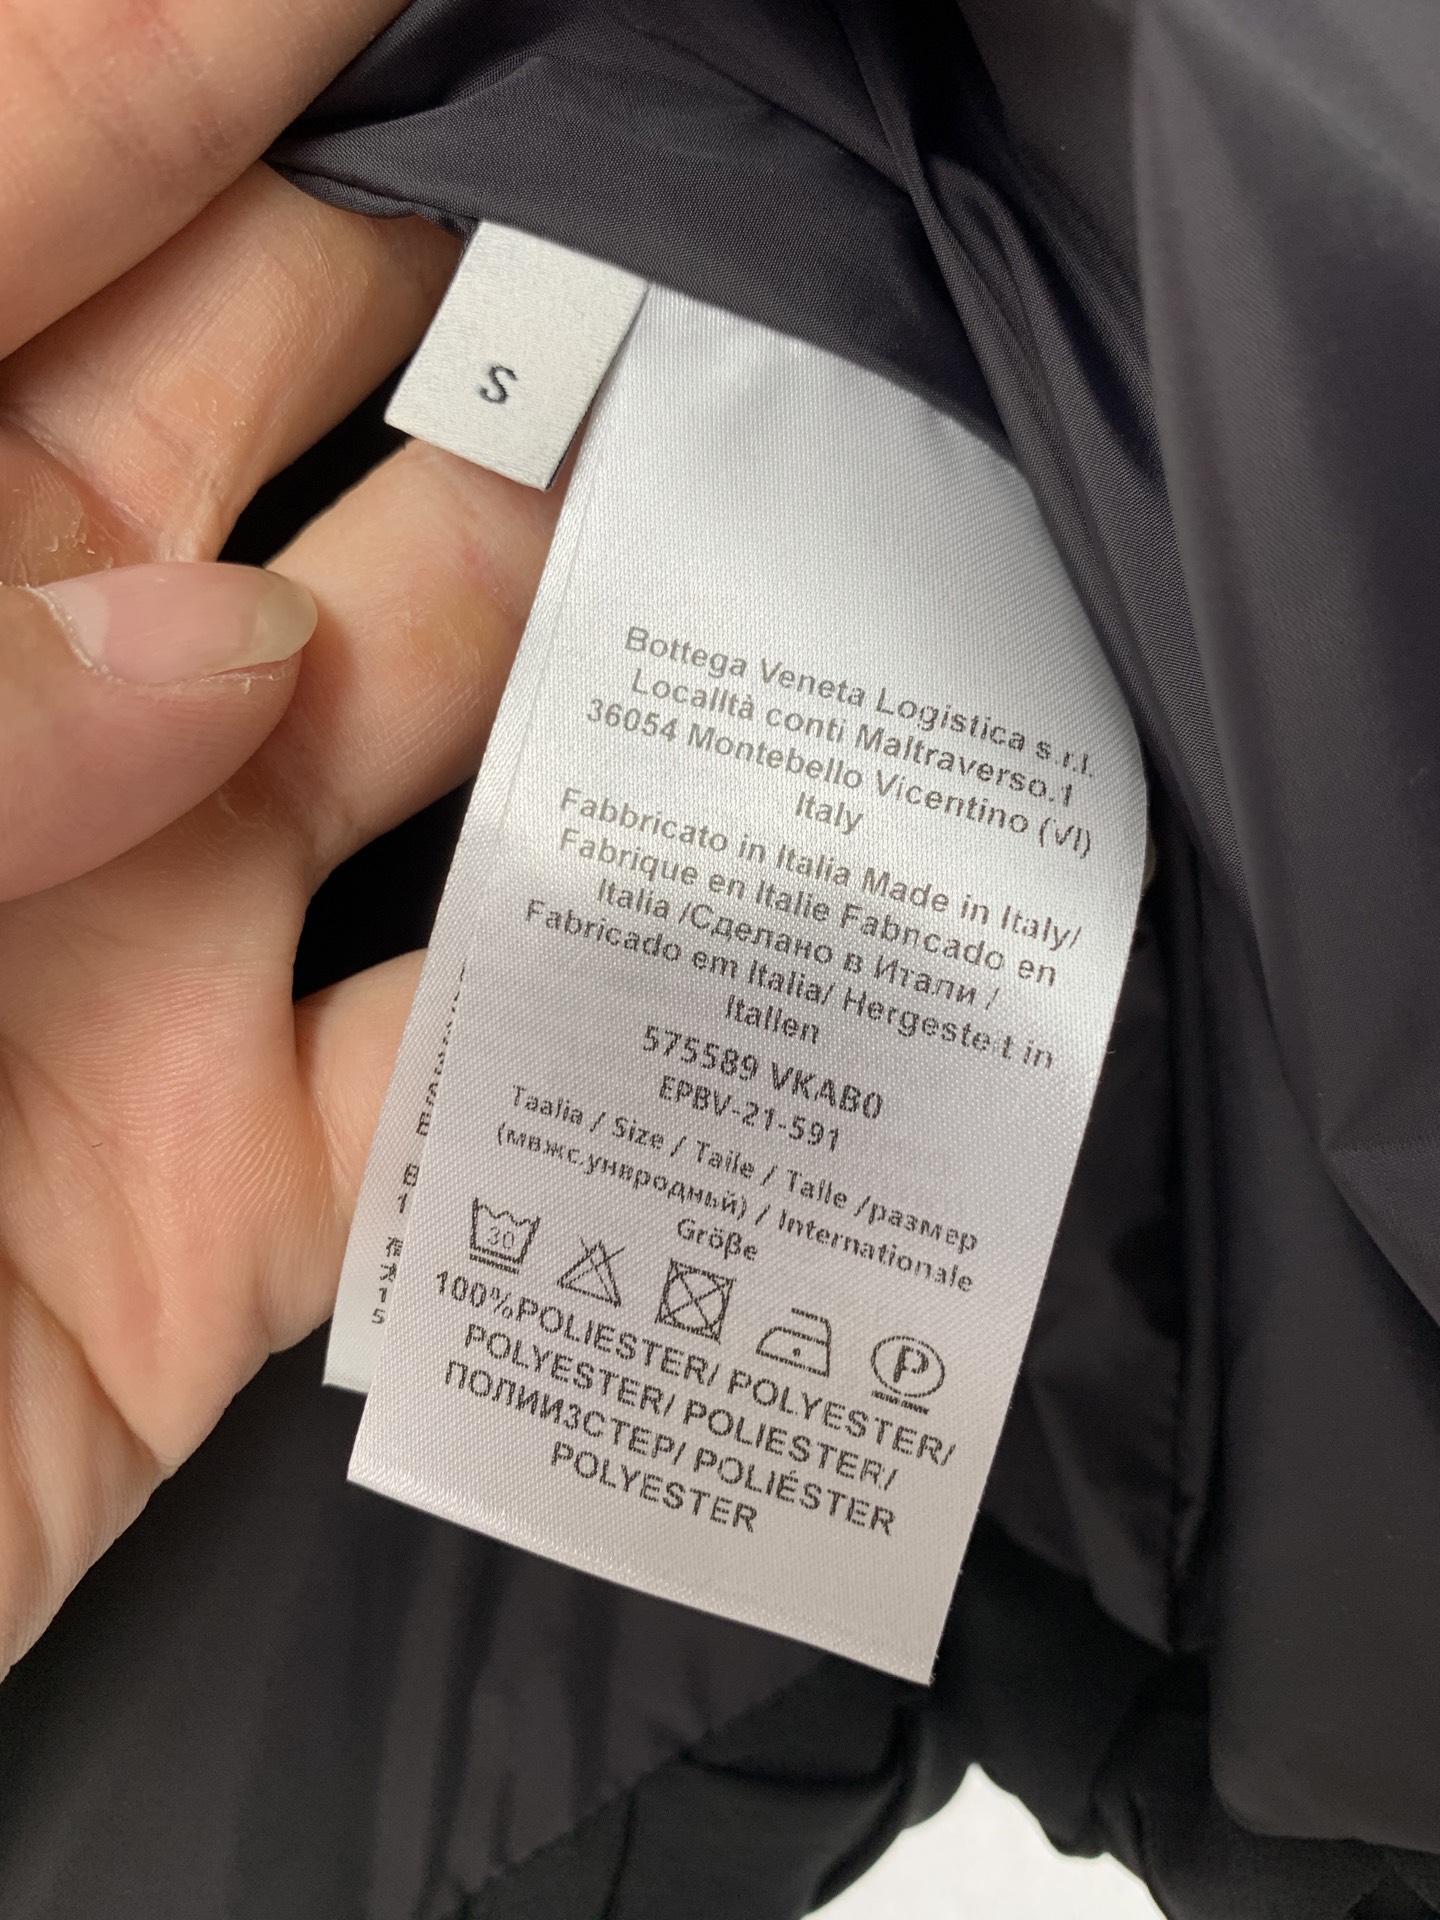 S
Bottega Veneta Logistica s.r.l.
Localltà conti Maltraverso.1
36054 Montebello Vicentino (VI)
Italy
Fabbricato in Italia Made in Italy/
Fabrique en Italie Fabncado en
Italia /Сделано в Итали /
Fabricado em Italia/ Hergestelt in
Itallen
575589 VKAB0
EPBV-21-591
Taalia / Size / Taile / Talle /размер
(мвжс.унвродный) / Internationale
Größe
30
P
100%POLIESTER/ POLYESTER/
POLYESTER/ POLIESTER/
ПОЛИИЗСТЕР/ POLIÉSTER
POLYESTER